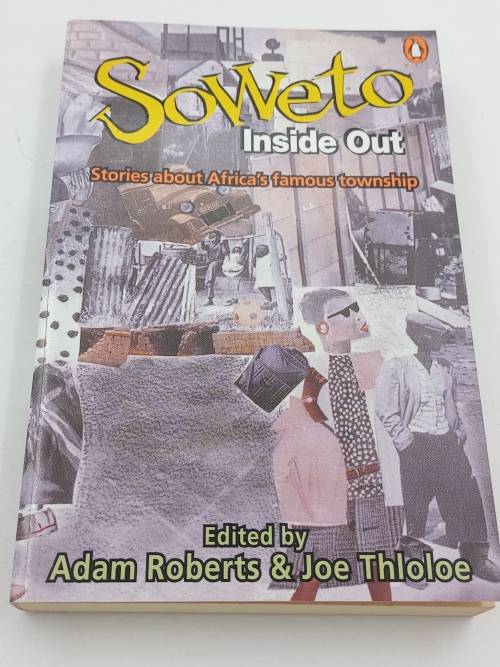 Soweto
Inside Out
Stories about Africa's famous township
Edited by
Adam Roberts & Joe Thloloe